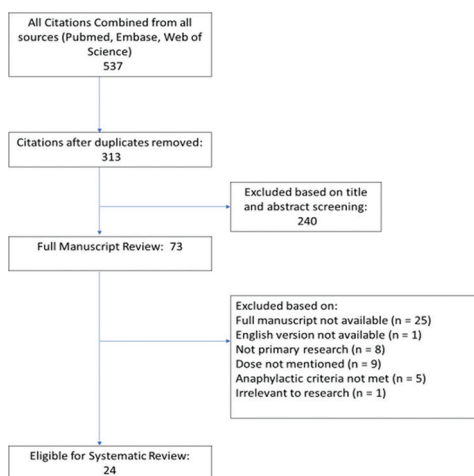 All Citations Combined from all
sources (Pubmed, Embase, Web of
Science)
537
Citations after duplicates removed:
313
Excluded based on title
and abstract screening:
240
Full Manuscript Review: 73
Excluded based on:
Full manuscript not available (n = 25)
English version not available (n = 1)
Not primary research (n = 8)
Dose not mentioned (n = 9)
Anaphylactic criteria not met (n = 5)
Irrelevant to research (n = 1)
Eligible for Systematic Review:
24